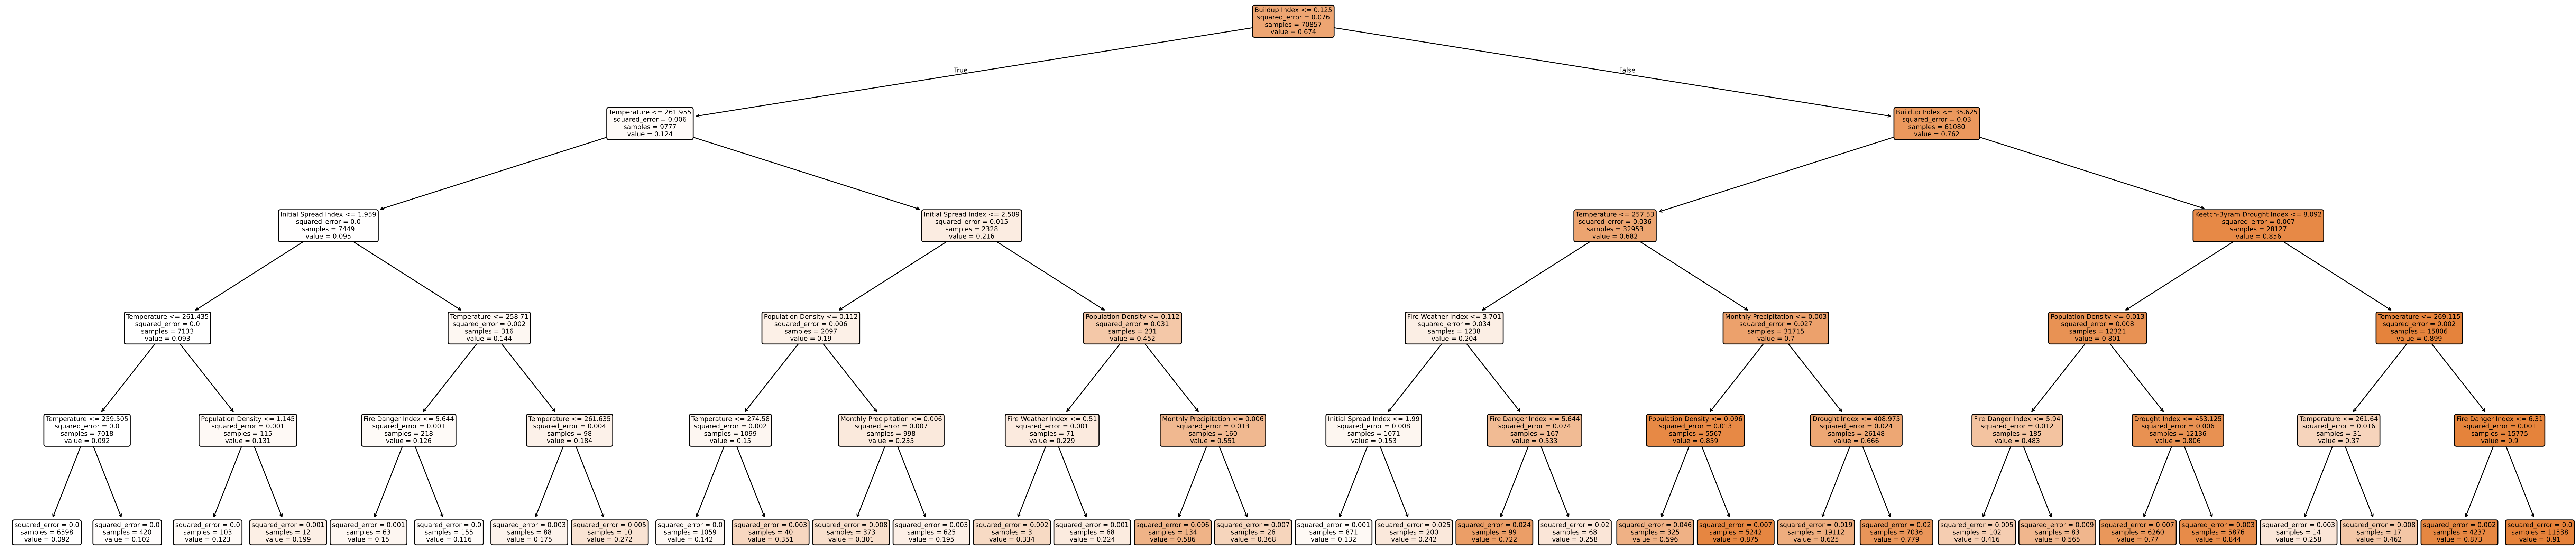 Buildup Index <= 0.125
squared_error = 0.076
samples = 70857
value = 0.674
True
False
Temperature <= 261.955
squared_error = 0.006
samples = 9777
value = 0.124
Buildup Index <= 35.625
squared_error = 0.03
samples = 61080
value = 0.762
Initial Spread Index <= 1.959
squared_error = 0.0
samples = 7449
value = 0.095
Initial Spread Index <= 2.509
squared_error = 0.015
samples = 2328
value = 0.216
Temperature <= 257.53
squared_error = 0.036
samples = 32953
value = 0.682
Keetch-Byram Drought Index <= 8.092
squared_error = 0.007
samples = 28127
value = 0.856
Temperature <= 261.435
squared_error = 0.0
samples = 7133
value = 0.093
Temperature <= 258.71
squared_error = 0.002
samples = 316
value = 0.144
Population Density <= 0.112
squared_error = 0.006
samples = 2097
value = 0.19
Population Density <= 0.112
squared_error = 0.031
samples = 231
value = 0.452
Fire Weather Index <= 3.701
squared_error = 0.034
samples = 1238
value = 0.204
Monthly Precipitation <= 0.003
squared_error = 0.027
samples = 31715
value = 0.7
Population Density <= 0.013
squared_error = 0.008
samples = 12321
value = 0.801
Temperature <= 269.115
squared_error = 0.002
samples = 15806
value = 0.899
Temperature <= 259.505
squared_error = 0.0
samples = 7018
value = 0.092
Population Density <= 1.145
squared_error = 0.001
samples = 115
value = 0.131
Fire Danger Index <= 5.644
squared_error = 0.001
samples = 218
value = 0.126
Temperature <= 261.635
squared_error = 0.004
samples = 98
value = 0.184
Temperature <= 274.58
squared_error = 0.002
samples = 1099
value = 0.15
Monthly Precipitation <= 0.006
squared_error = 0.007
samples = 998
value = 0.235
Fire Weather Index <= 0.51
squared_error = 0.001
samples = 71
value = 0.229
Monthly Precipitation <= 0.006
squared_error = 0.013
samples = 160
value = 0.551
Initial Spread Index <= 1.99
squared_error = 0.008
samples = 1071
value = 0.153
Fire Danger Index <= 5.644
squared_error = 0.074
samples = 167
value = 0.533
Population Density <= 0.096
squared_error = 0.013
samples = 5567
value = 0.859
Drought Index <= 408.975
squared_error = 0.024
samples = 26148
value = 0.666
Fire Danger Index <= 5.94
squared_error = 0.012
samples = 185
value = 0.483
Drought Index <= 453.125
squared_error = 0.006
samples = 12136
value = 0.806
Temperature <= 261.64
squared_error = 0.016
samples = 31
value = 0.37
Fire Danger Index <= 6.31
squared_error = 0.001
samples = 15775
value = 0.9
squared_error = 0.0
samples = 6598
value = 0.092
squared_error = 0.0
samples = 420
value = 0.102
squared_error = 0.0
samples = 103
value = 0.123
squared_error = 0.001
samples = 12
value = 0.199
squared_error = 0.001
samples = 63
value = 0.15
squared_error = 0.0
samples = 155
value = 0.116
squared_error = 0.003
samples = 88
value = 0.175
squared_error = 0.005
samples = 10
value = 0.272
squared_error = 0.0
samples = 1059
value = 0.142
squared_error = 0.003
samples = 40
value = 0.351
squared_error = 0.008
samples = 373
value = 0.301
squared_error = 0.003
samples = 625
value = 0.195
squared_error = 0.002
samples = 3
value = 0.334
squared_error = 0.001
samples = 68
value = 0.224
squared_error = 0.006
samples = 134
value = 0.586
squared_error = 0.007
samples = 26
value = 0.368
squared_error = 0.001
samples = 871
value = 0.132
squared_error = 0.025
samples = 200
value = 0.242
squared_error = 0.024
samples = 99
value = 0.722
squared_error = 0.02
samples = 68
value = 0.258
squared_error = 0.046
samples = 325
value = 0.596
squared_error = 0.007
samples = 5242
value = 0.875
squared_error = 0.019
samples = 19112
value = 0.625
squared_error = 0.02
samples = 7036
value = 0.779
squared_error = 0.005
samples = 102
value = 0.416
squared_error = 0.009
samples = 83
value = 0.565
squared_error = 0.007
samples = 6260
value = 0.77
squared_error = 0.003
samples = 5876
value = 0.844
squared_error = 0.003
samples = 14
value = 0.258
squared_error = 0.008
samples = 17
value = 0.462
squared_error = 0.002
samples = 4237
value = 0.873
squared_error = 0.0
samples = 11538
value = 0.91